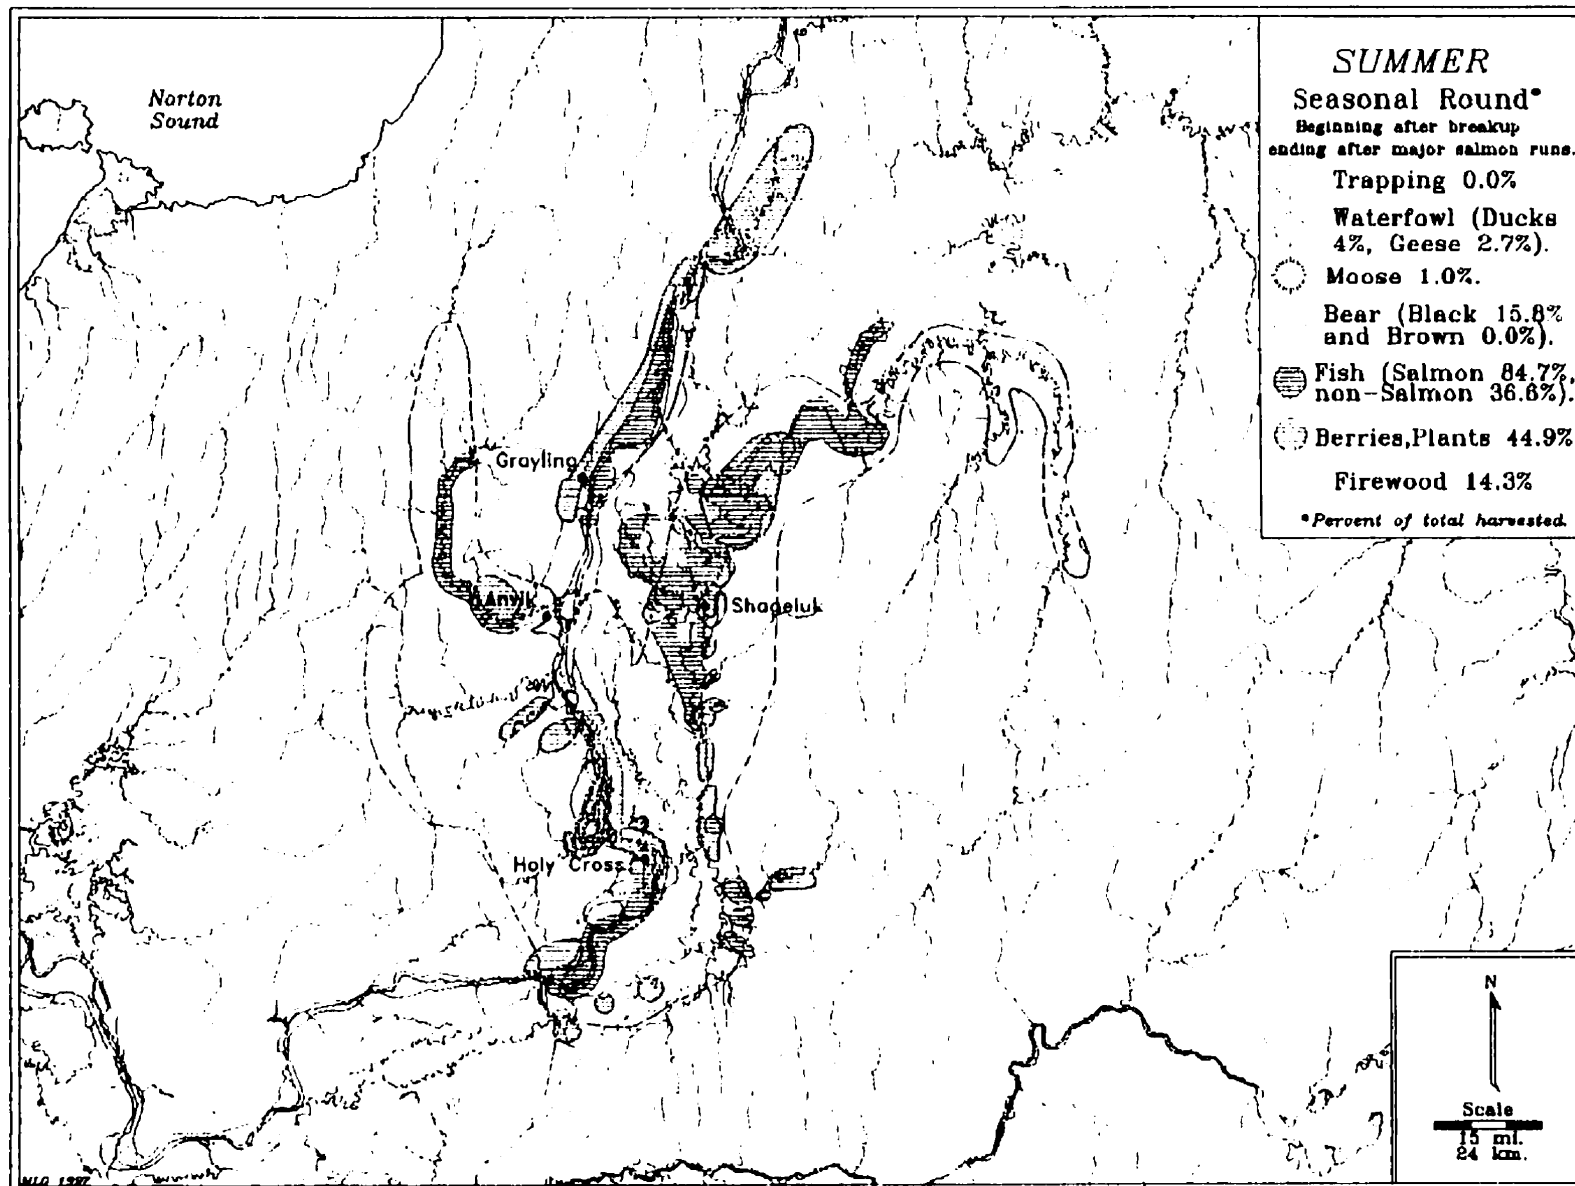 Norton
Sound
SUMMER
Seasonal Round*
Beginning after breakup
ending after major salmon runs.
Trapping 0.0%
Waterfowl (Ducks
4%, Geese 2.7%).
Moose 1.0%.
Bear (Black 15.8%
and Brown 0.0%).
Fish (Salmon 84.7%,
non-Salmon 36.6%).
Berries,Plants 44.9%
Firewood 14.3%
*Percent of total harvested.
Grayling
Anvik
Shageluk
Holy Cross
N
Scale
15 mi.
24 km.
MLG 1997